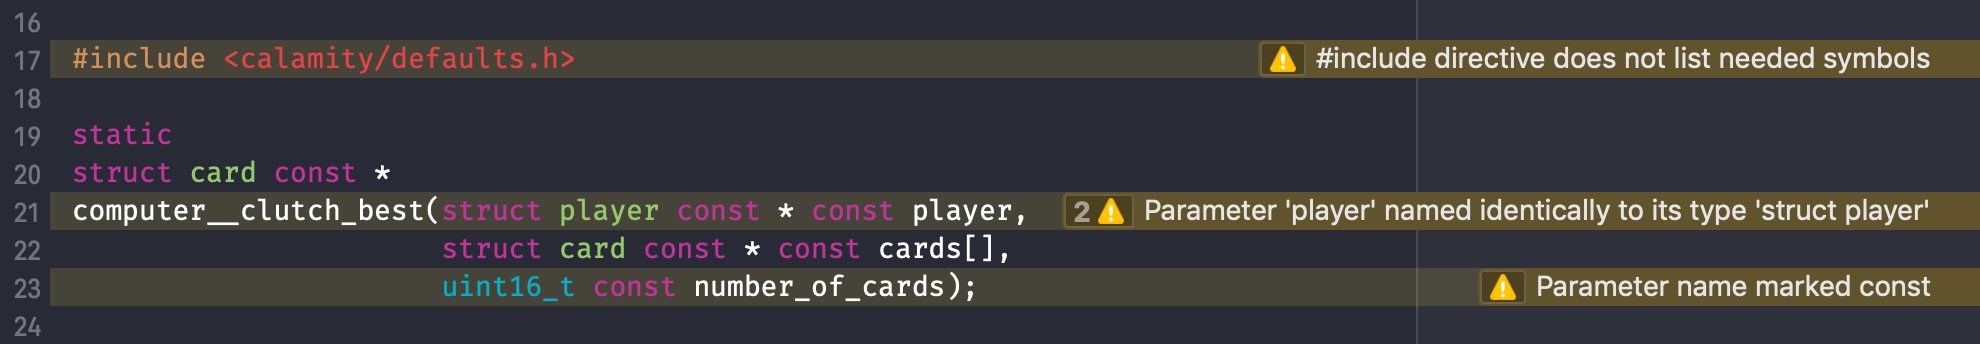 16
17 #include <calamity/defaults.h> ⚠️ #include directive does not list needed symbols
18
19 static
20 struct card const *
21 computer__clutch_best(struct player const * const player, 2 ⚠️ Parameter 'player' named identically to its type 'struct player'
22 struct card const * const cards[],
23 uint16_t const number_of_cards); ⚠️ Parameter name marked const
24